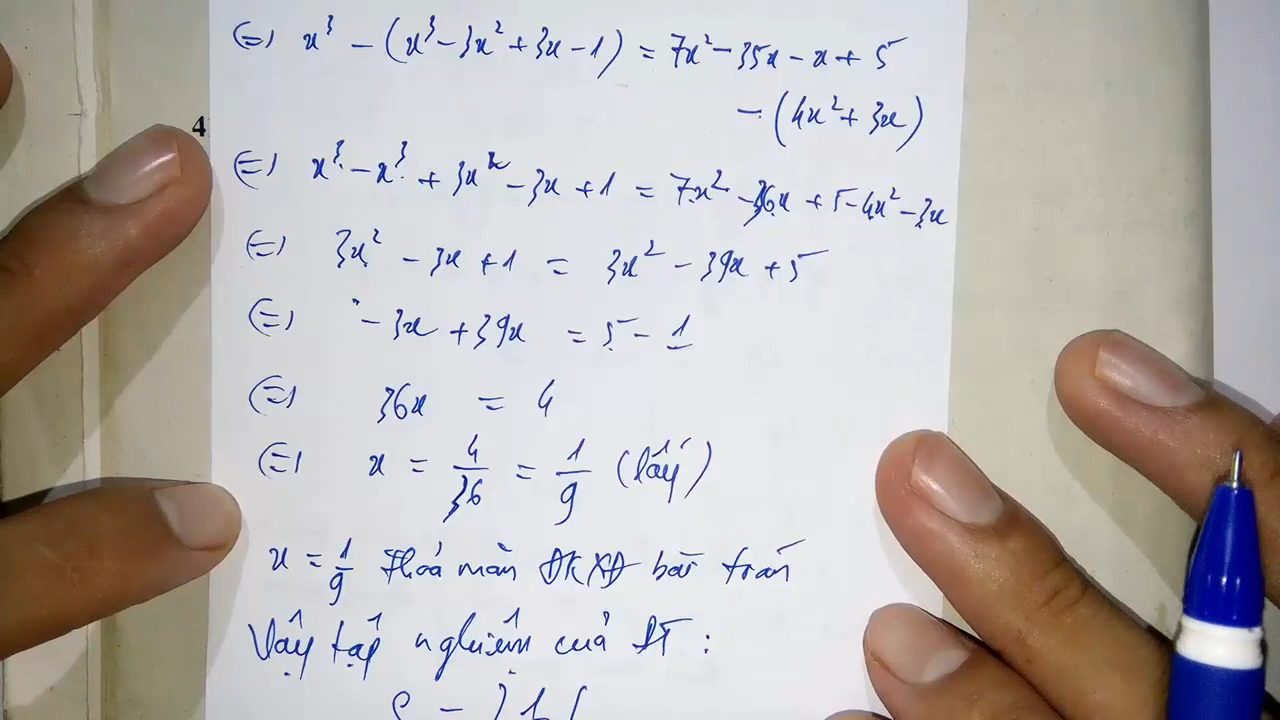 ⇔ x³ - (x³ - 3x² + 3x - 1) = 7x² - 35x - x + 5
- (4x² + 3x)
4
⇔ x³ - x³ + 3x² - 3x + 1 = 7x² - 36x + 5 - 4x² - 3x
⇔ 3x² - 3x + 1 = 3x² - 39x + 5
⇔ - 3x + 39x = 5 - 1
⇔ 36x = 4
⇔ x = 4/36 = 1/9 (lấy)
x = 1/9 thoả mãn ĐKXĐ bài toán
Vậy tập nghiệm của PT :